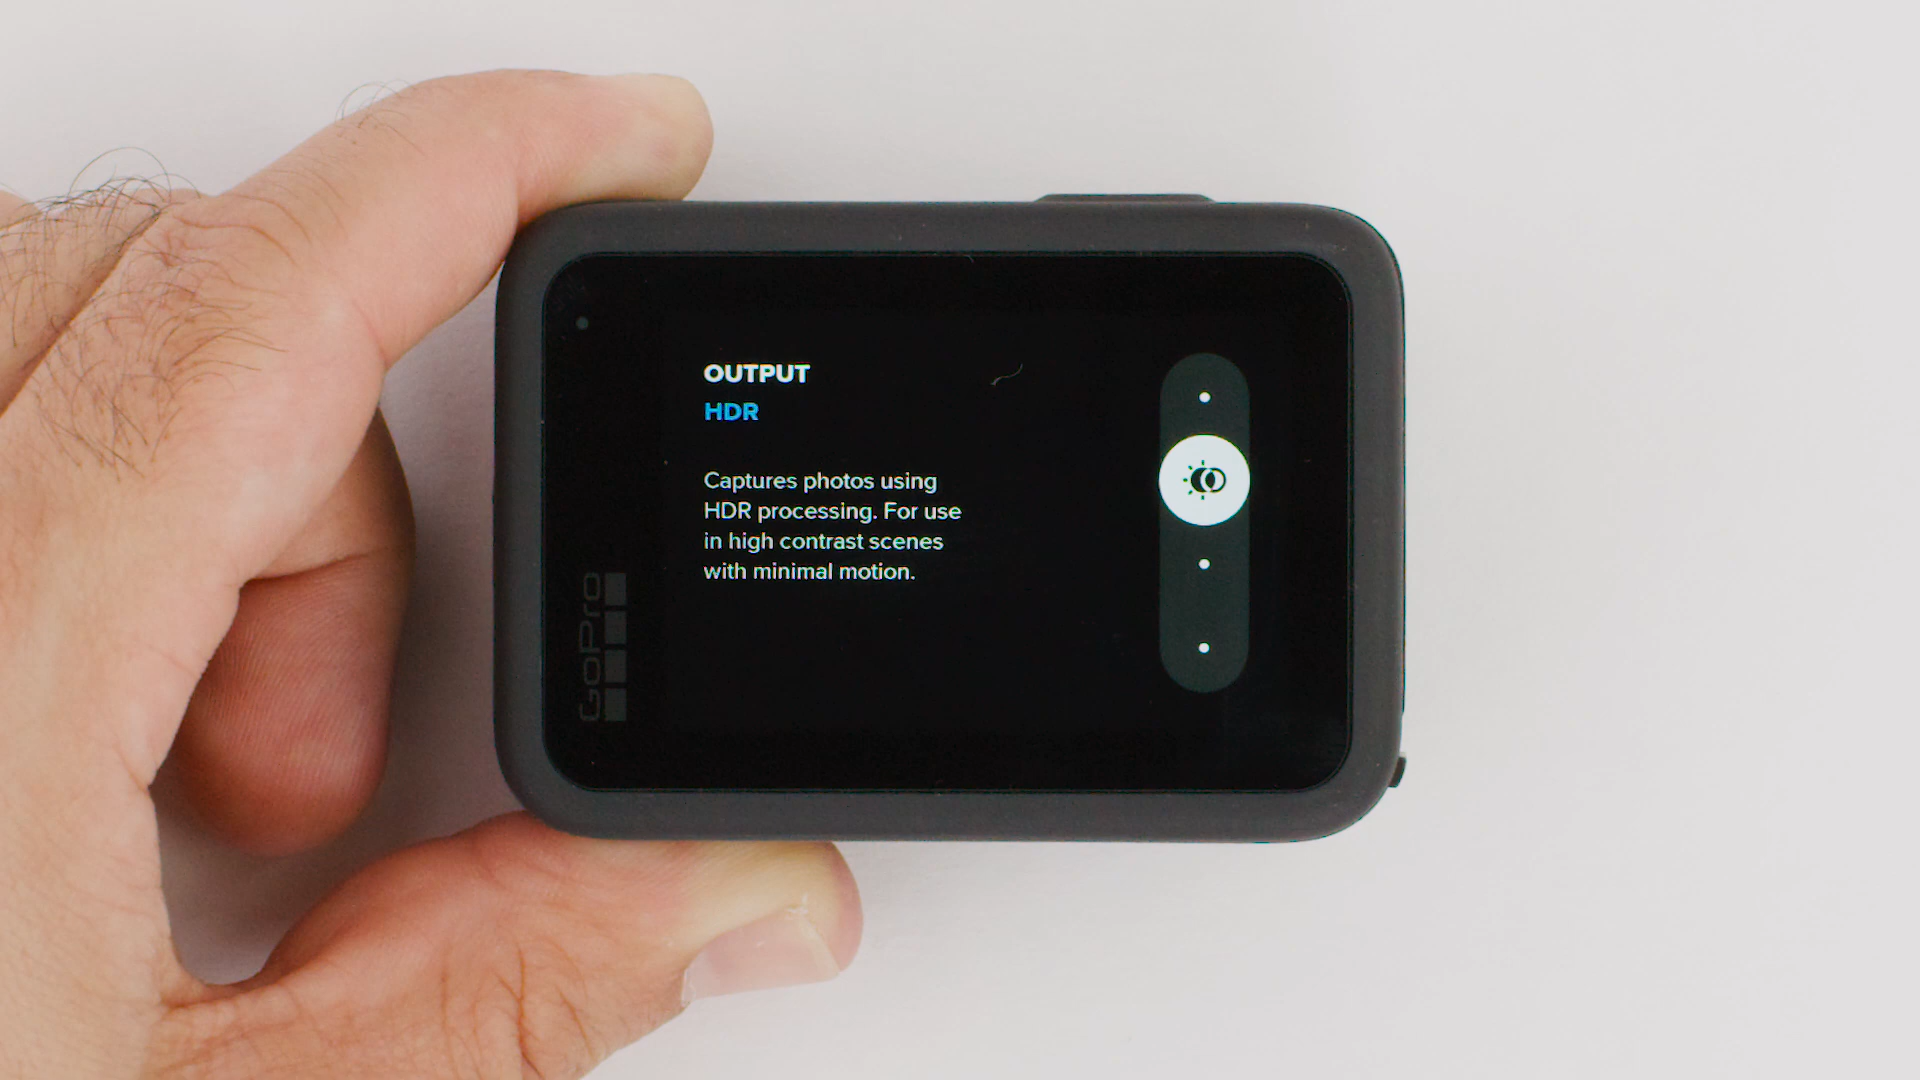 OUTPUT
HDR
Captures photos using
HDR processing. For use
in high contrast scenes
with minimal motion.
GoPro